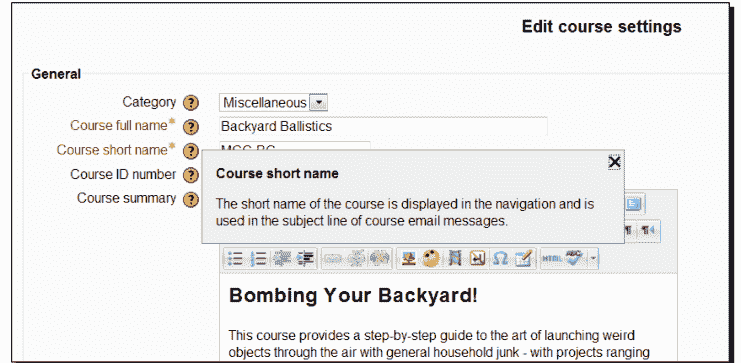 Edit course settings
General
Category ? Miscellaneous
Course full name* ? Backyard Ballistics
Course short name* ?
Course ID number ?
Course short name
Course summary ?
The short name of the course is displayed in the navigation and is
used in the subject line of course email messages.
HTML ABC
Bombing Your Backyard!
This course provides a step-by-step guide to the art of launching weird
objects through the air with general household junk - with projects ranging